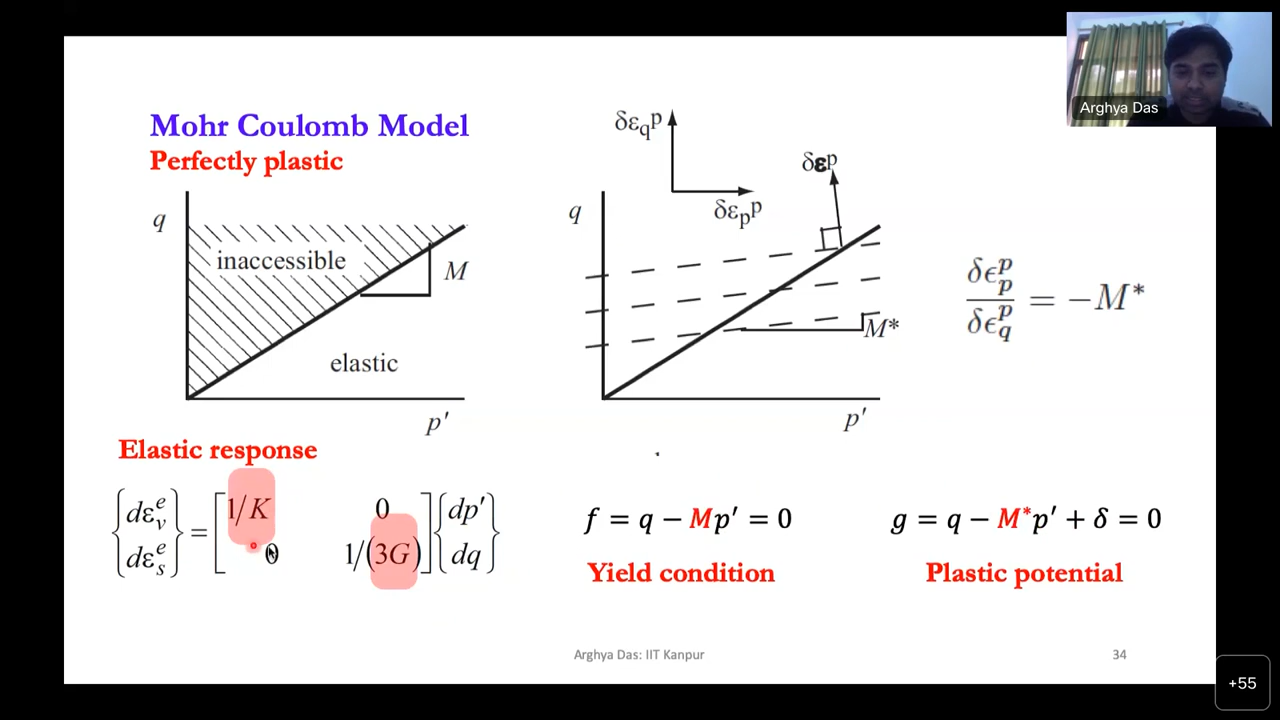 Arghya Das
Mohr Coulomb Model
Perfectly plastic
q
inaccessible
M
elastic
p′
δε_q^p
δε_p^p
δε^p
q
M*
p′
δϵ_p^p / δϵ_q^p = −M*
Elastic response
{dε_v^e dε_s^e} = [1/K 0 0 1/(3G)] {dp′ dq}
f = q − Mp′ = 0
Yield condition
g = q − M*p′ + δ = 0
Plastic potential
Arghya Das: IIT Kanpur
34
+55